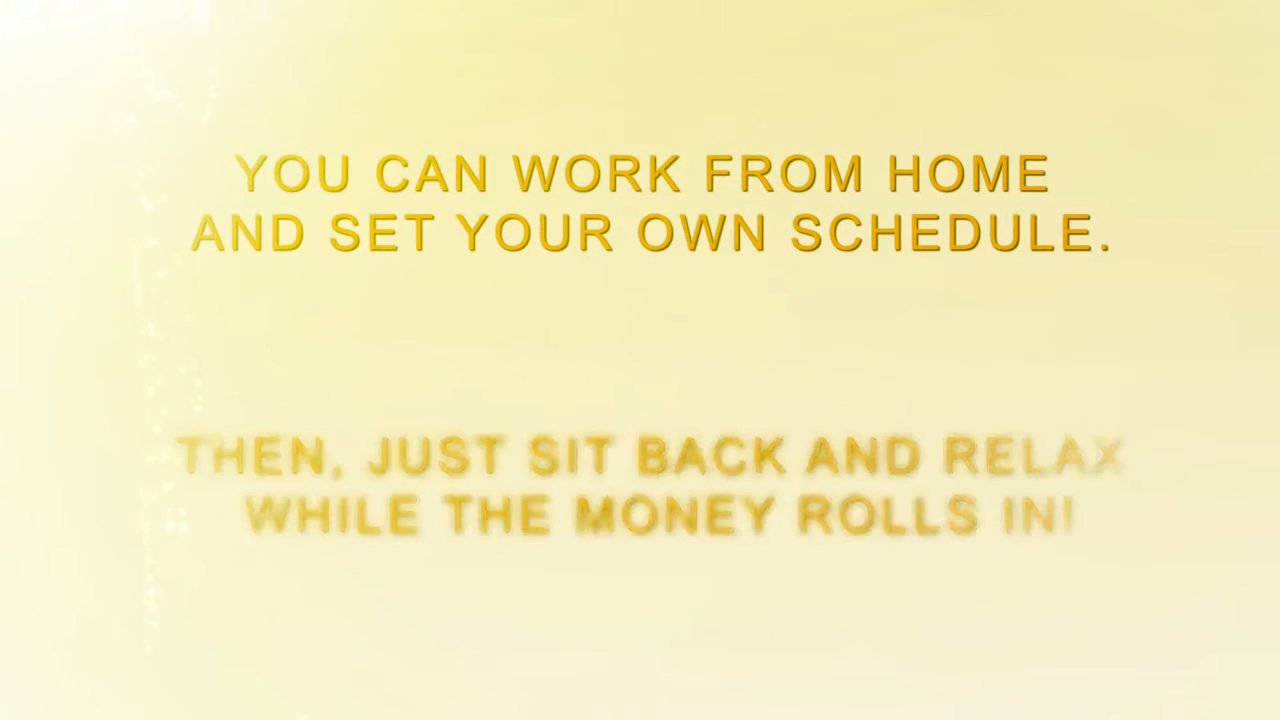 YOU CAN WORK FROM HOME
AND SET YOUR OWN SCHEDULE.
THEN, JUST SIT BACK AND RELAX
WHILE THE MONEY ROLLS IN!